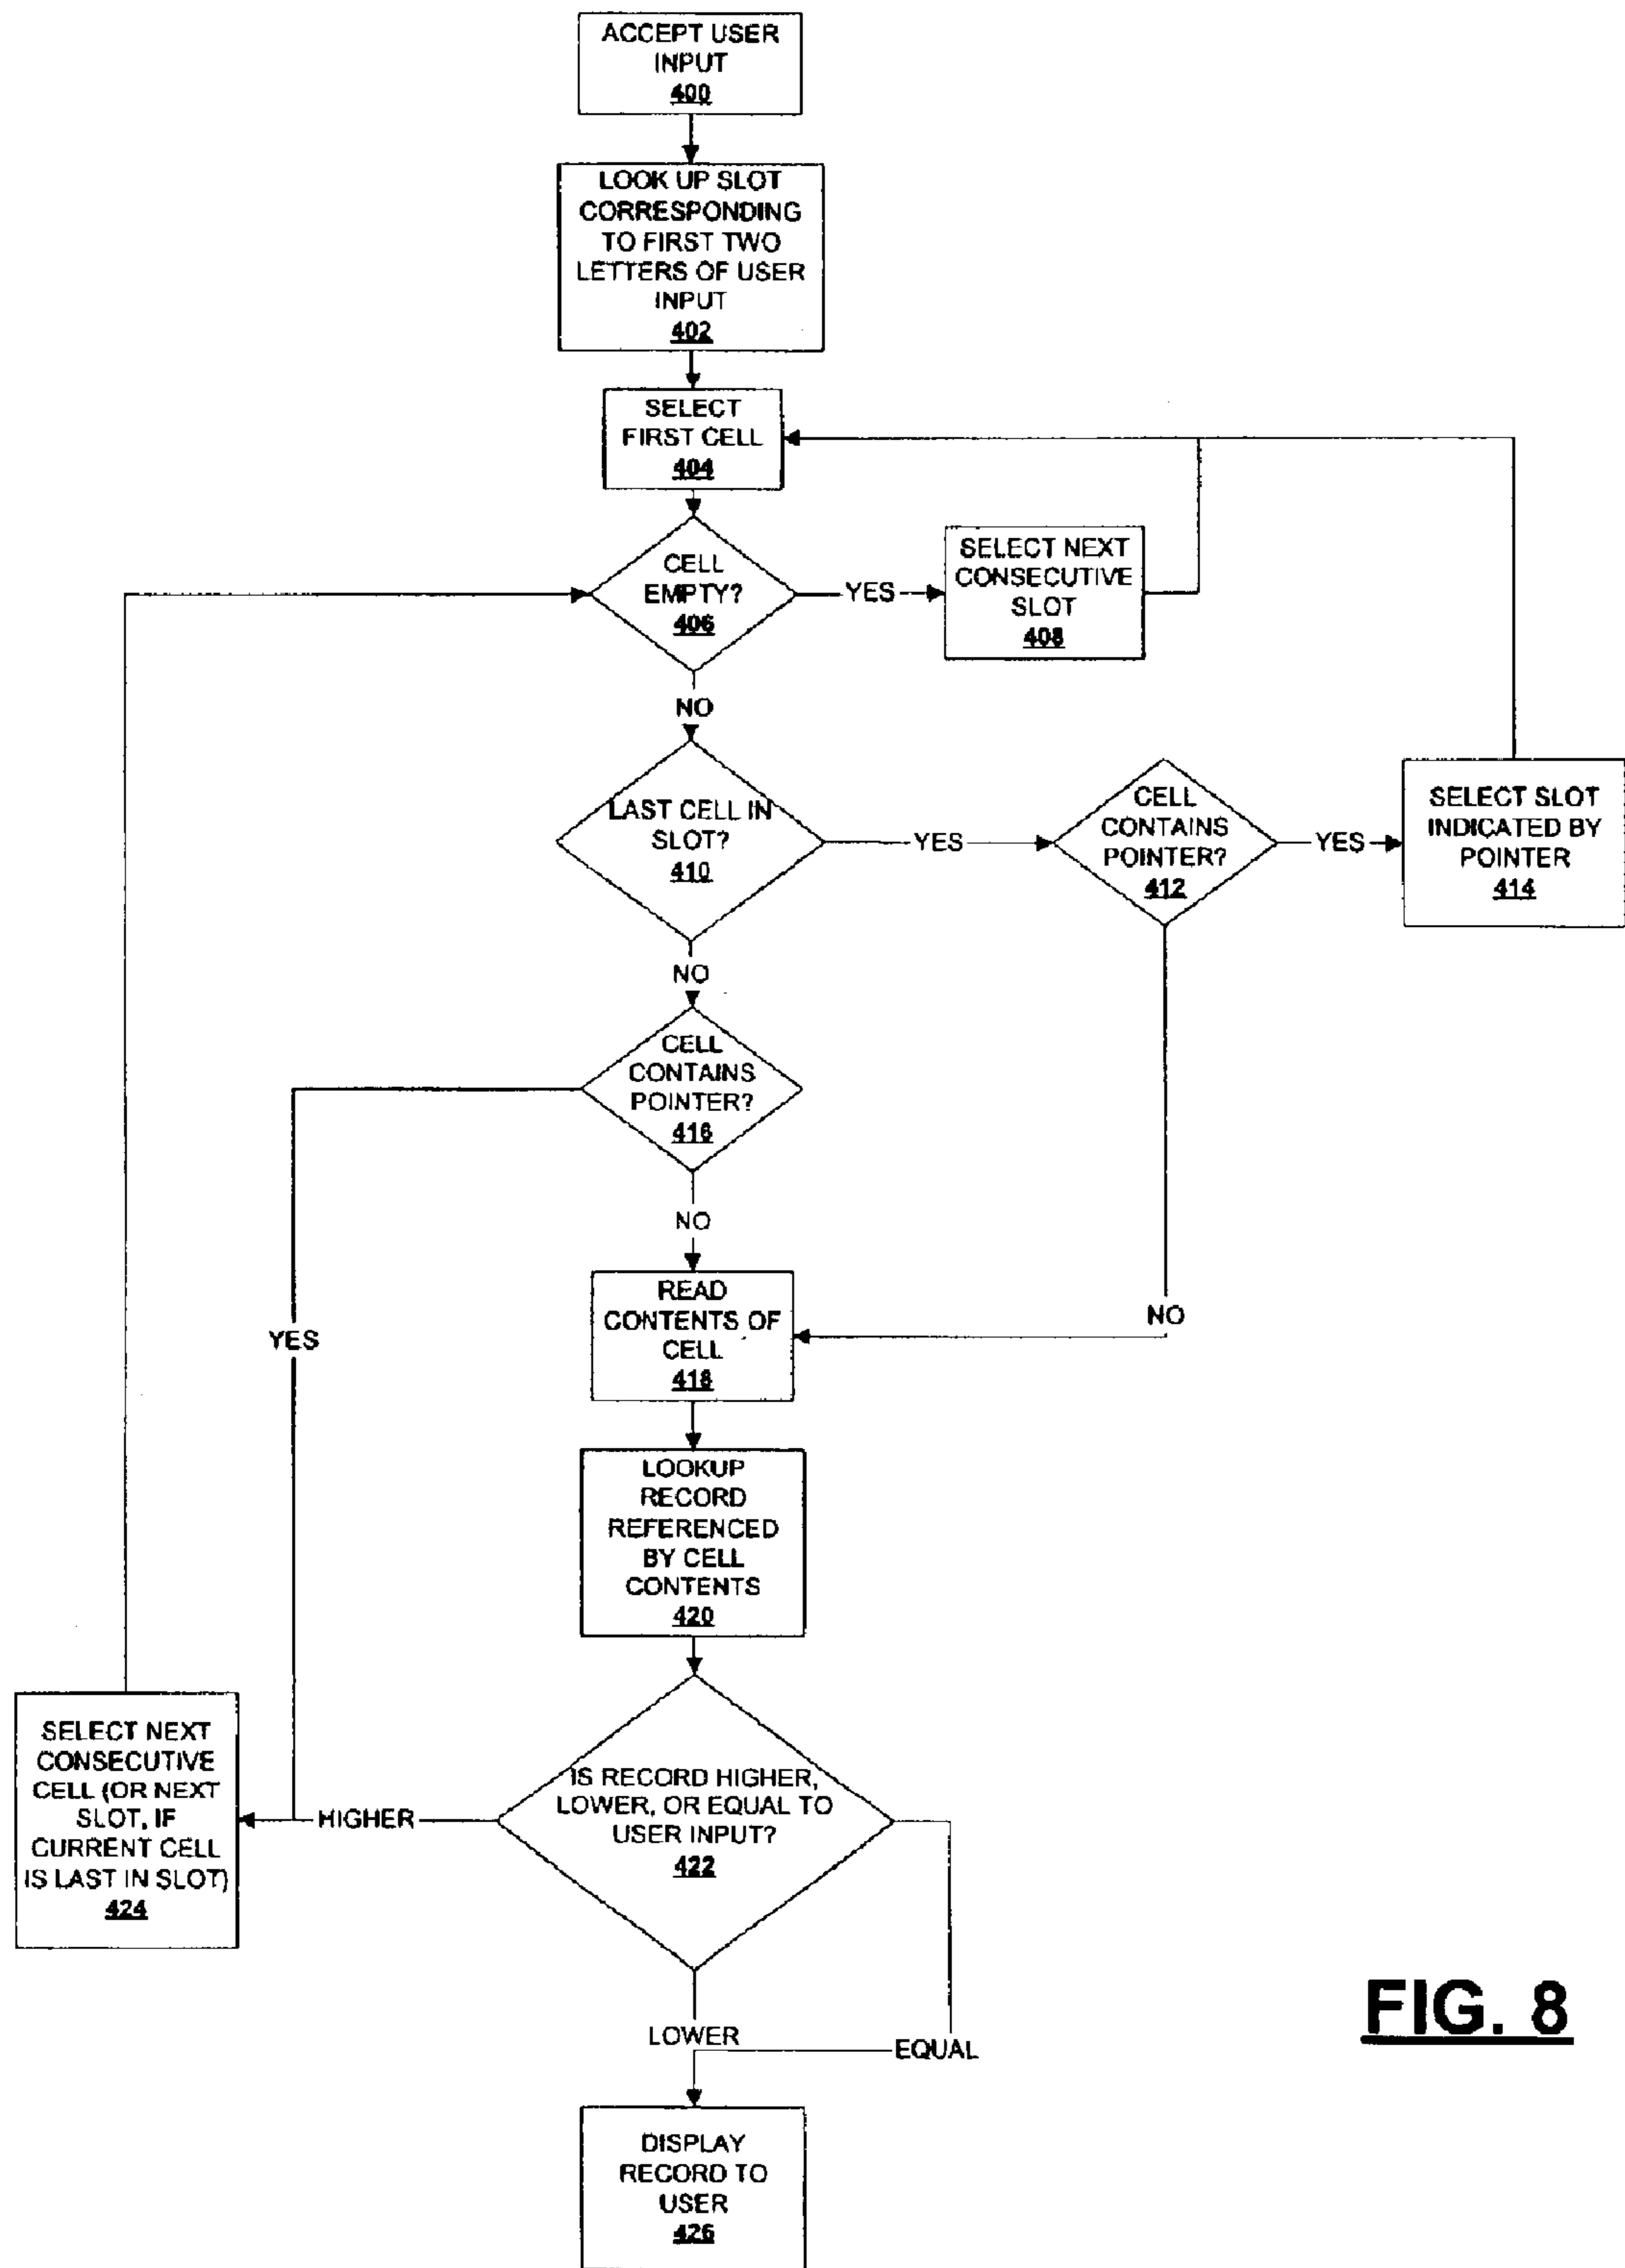 ACCEPT USER
INPUT
400
LOOK UP SLOT
CORRESPONDING
TO FIRST TWO
LETTERS OF USER
INPUT
402
SELECT
FIRST CELL
404
CELL
EMPTY?
406
YES
SELECT NEXT
CONSECUTIVE
SLOT
408
NO
LAST CELL IN
SLOT?
410
YES
CELL
CONTAINS
POINTER?
412
YES
SELECT SLOT
INDICATED BY
POINTER
414
NO
CELL
CONTAINS
POINTER?
416
NO
YES
NO
READ
CONTENTS OF
CELL
418
LOOKUP
RECORD
REFERENCED
BY CELL
CONTENTS
420
SELECT NEXT
CONSECUTIVE
CELL (OR NEXT
SLOT, IF
CURRENT CELL
IS LAST IN SLOT)
424
HIGHER
IS RECORD HIGHER,
LOWER, OR EQUAL TO
USER INPUT?
422
LOWER
EQUAL
DISPLAY
RECORD TO
USER
426
FIG. 8